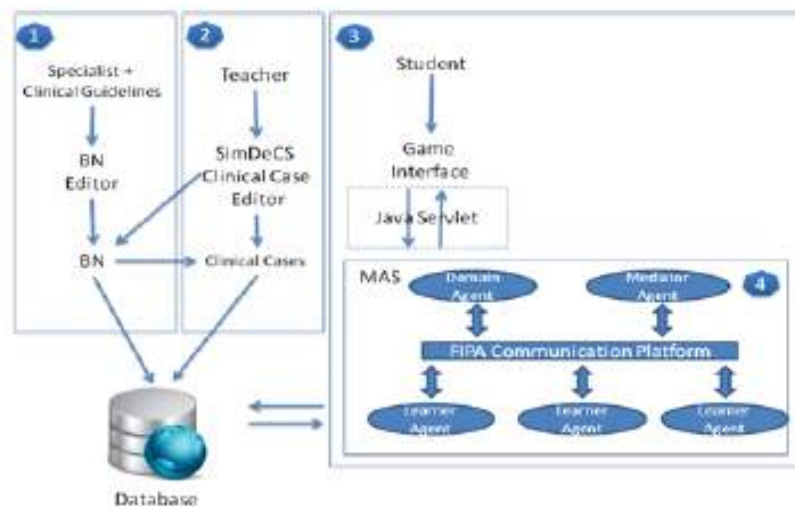 1
Specialist +
Clinical Guidelines
BN
Editor
BN
2
Teacher
SimDeCS
Clinical Case
Editor
Clinical Cases
3
Student
Game
Interface
Java Servlet
MAS
Domain
Agent
Mediator
Agent
4
FIPA Communication Platform
Learner
Agent
Learner
Agent
Learner
Agent
Database